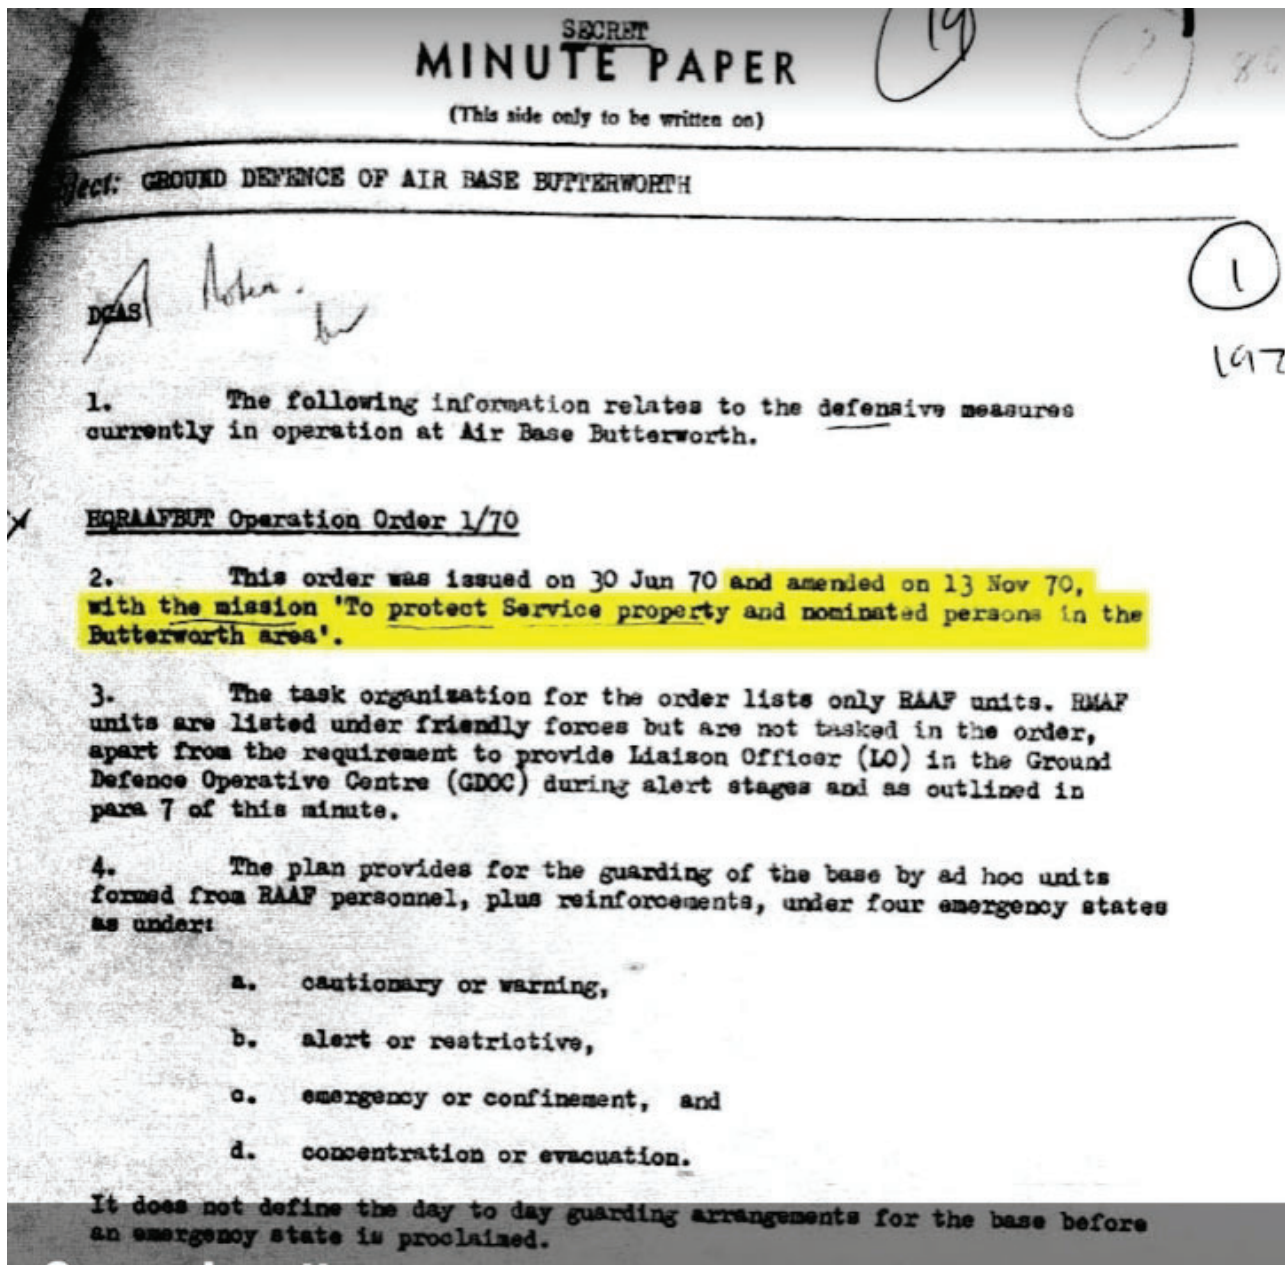 SECRET
MINUTE PAPER
(This side only to be written on)
19
ject: GROUND DEFENCE OF AIR BASE BUTTERWORTH
1
197
DCAS
1. The following information relates to the defensive measures
currently in operation at Air Base Butterworth.
HQRAAFBUT Operation Order 1/70
2. This order was issued on 30 Jun 70 and amended on 13 Nov 70,
with the mission 'To protect Service property and nominated persons in the
Butterworth area'.
3. The task organization for the order lists only RAAF units. RMAF
units are listed under friendly forces but are not tasked in the order,
apart from the requirement to provide Liaison Officer (LO) in the Ground
Defence Operative Centre (GDOC) during alert stages and as outlined in
para 7 of this minute.
4. The plan provides for the guarding of the base by ad hoc units
formed from RAAF personnel, plus reinforcements, under four emergency states
as under:
a. cautionary or warning,
b. alert or restrictive,
c. emergency or confinement, and
d. concentration or evacuation.
It does not define the day to day guarding arrangements for the base before
an emergency state is proclaimed.